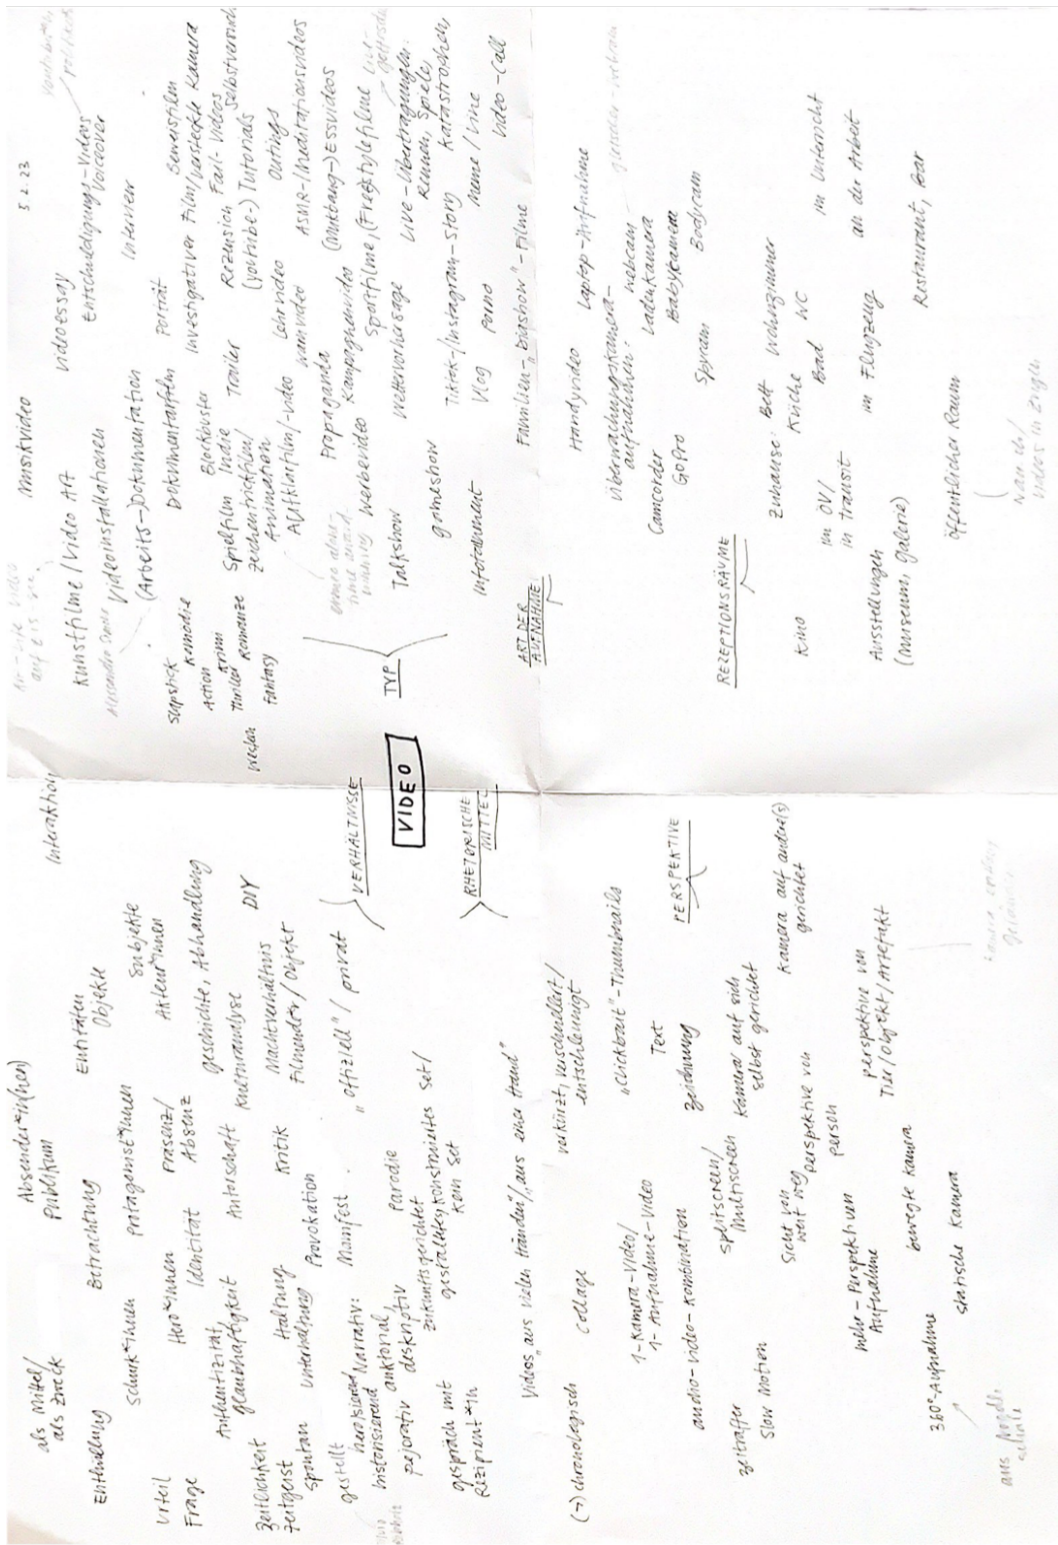 als Mittel/
als Zweck
Absender*in(nen)
Publikum
Interaktion
Enthüllung
Betrachtung
Entitäten
Objekte
Schurk*innen
Protagonist*innen
Subjekte
Akteur*innen
Urteil
Frage
Hero*innen
Identität
Präsenz/
Absenz
Geschichte, Abhandlung
Authentizität,
Glaubhaftigkeit
Autorschaft
Kulturanalyse
DIY
Zeitlichkeit
Zeitgeist
Haltung
Kritik
Machtverhältnis
Filmende*r/Objekt
spontan
Unterhaltung
Provokation
gestellt
Narrativ:
heroisierend
historisierend
auktorial,
pejorativ
deskriptiv
Manifest
"offiziell"/privat
Parodie
zukunftsgerichtet
gestaltetes, konstruiertes Set/
kein Set
Gespräch mit
Rezipient*in
VERHÄLTNISSE
VIDEO
RHETORISCHE
MITTEL
Videos „aus vielen Händen", „aus einer Hand"
(-) chronologisch
Collage
verkürzt, verschnellert/
entschleunigt
1-Kamera-Video/
1-Aufnahme-Video
„Clickbait"-Thumbnails
Text
audio-video-Kombination
Zeichnung
PERSPEKTIVE
Zeitraffer
Slow Motion
Splitscreen/
Multiscreen
Kamera auf sich
selbst gerichtet
Sicht von
weit weg
Perspektive von
Person
Kamera auf andere(s)
gerichtet
Mehr-Perspektiven
Aufnahme
Perspektive von
Tier/Objekt/Artefakt
bewegte Kamera
360°-Aufnahme
statische Kamera
5.2.23
Musikvideo
Videoessay
Kunstfilme/Video Art
Entschuldigungs-Videos
Voiceover
Videoinstallationen
(Arbeits-)Dokumentation
Interview
Slapstick
Komödie
Dokumentarfilm
Porträt
Beweisfilm
Action
Krimi
Blockbuster
Investigativer Film/versteckte Kamera
Thriller
Romanze
Spielfilm
Indie
Trailer
Rezension
Fail-Videos
Selbstversuch
Fantasy
Zeichentrickfilm/
Animation
(Youtube-)Tutorials
Aufklärfilm/-video
Lehrvideo
Outings
Warnvideo
ASMR-/Meditationsvideos
TYP
Propaganda
(Mukbang-)Essvideos
Werbevideo
Kampagnenvideo
Sportfilme, (Freestylefilme
Talkshow
Wettervorhersage
Live-Übertragungen:
Rennen, Spiele,
Katastrophen,
Gameshow
Tiktok-/Instagram-Story
Meme/Vine
Infotainment
Vlog
Porno
Video-Call
ART DER
AUFNAHME
Familien-„Diashow"-Filme
Handyvideo
Laptop-Aufnahme
Überwachungskamera-
aufnahmen:
Webcam
Ladenkamera
Babykamera
Camcorder
GoPro
Spycam
Bodycam
REZEPTIONSRÄUME
Kino
Zuhause:
Bett
Wohnzimmer
Küche
WC
Bad
im Unterricht
im ÖV/
in transit
im Flugzeug
an der Arbeit
Ausstellungen
(Museum, Galerie)
Restaurant, Bar
öffentlicher Raum